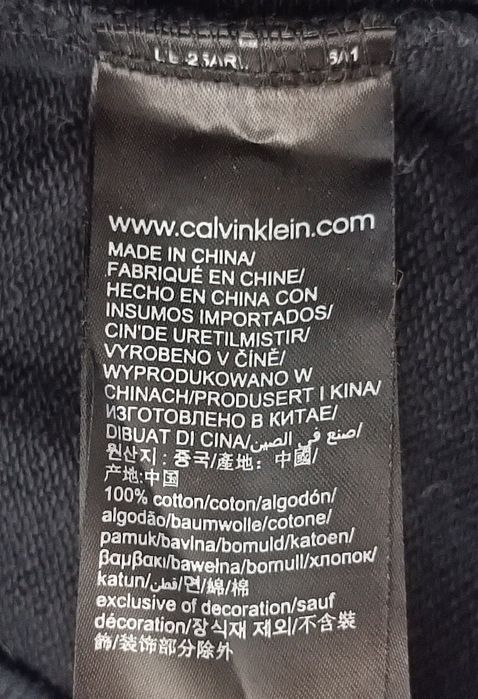 www.calvinklein.com
MADE IN CHINA/
FABRIQUÉ EN CHINE/
HECHO EN CHINA CON
INSUMOS IMPORTADOS/
CIN'DE URETILMISTIR/
VYROBENO V ČÍNĚ/
WYPRODUKOWANO W
CHINACH/PRODUSERT I KINA/
ИЗГОТОВЛЕНО В КИТАЕ/
DIBUAT DI CINA/صنع في الصين/
원산지 : 중국/產地：中國/
产地:中国
100% cotton/coton/algodón/
algodão/baumwolle/cotone/
pamuk/bavlna/bomuld/katoen/
βαμβακι/bawełna/bomull/хлопок/
katun/قطن/면/綿/棉
exclusive of decoration/sauf
décoration/장식재 제외/不含裝
飾/装饰部分除外